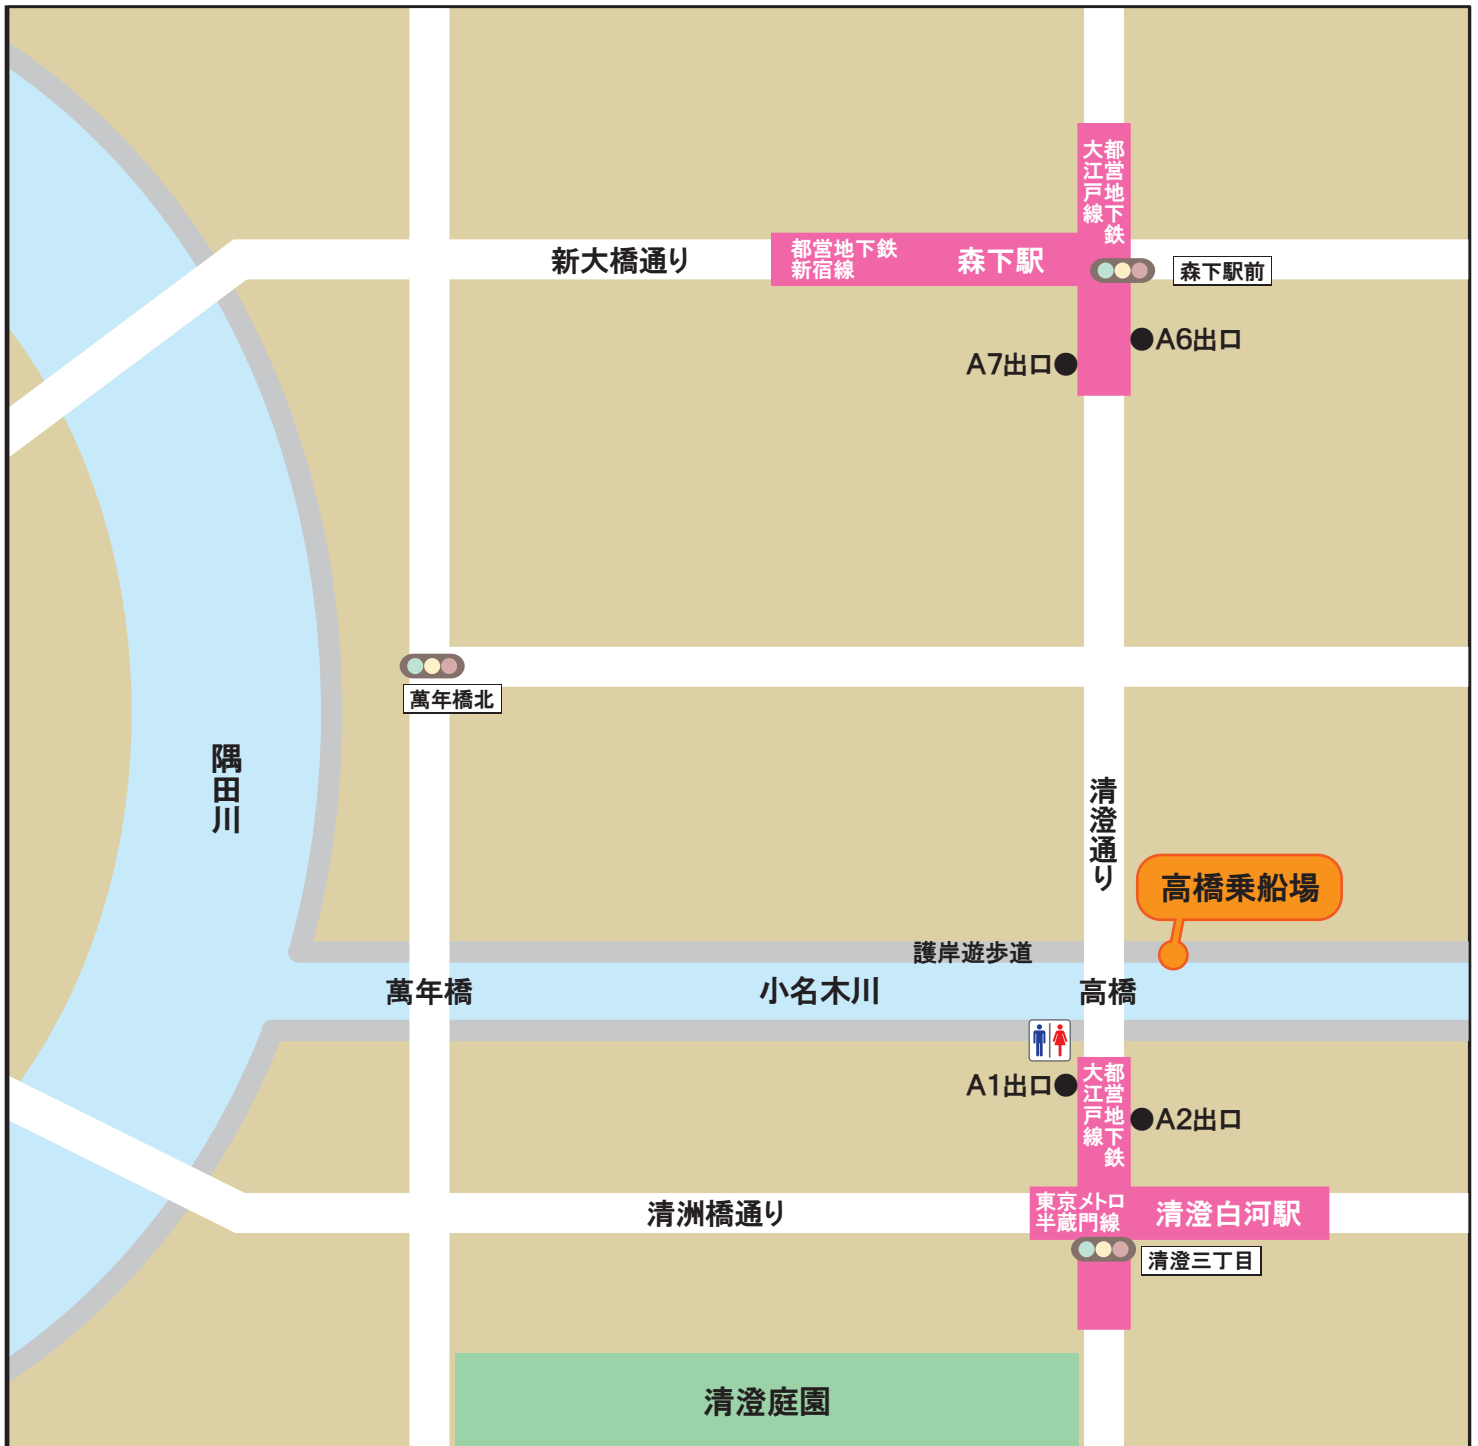 都営地下鉄
大江戸線
新大橋通り
都営地下鉄
新宿線
森下駅
森下駅前
A6出口
A7出口
萬年橋北
隅田川
清澄通り
高橋乗船場
護岸遊歩道
萬年橋
小名木川
高橋
都営地下鉄
大江戸線
A1出口
A2出口
清洲橋通り
東京メトロ
半蔵門線
清澄白河駅
清澄三丁目
清澄庭園